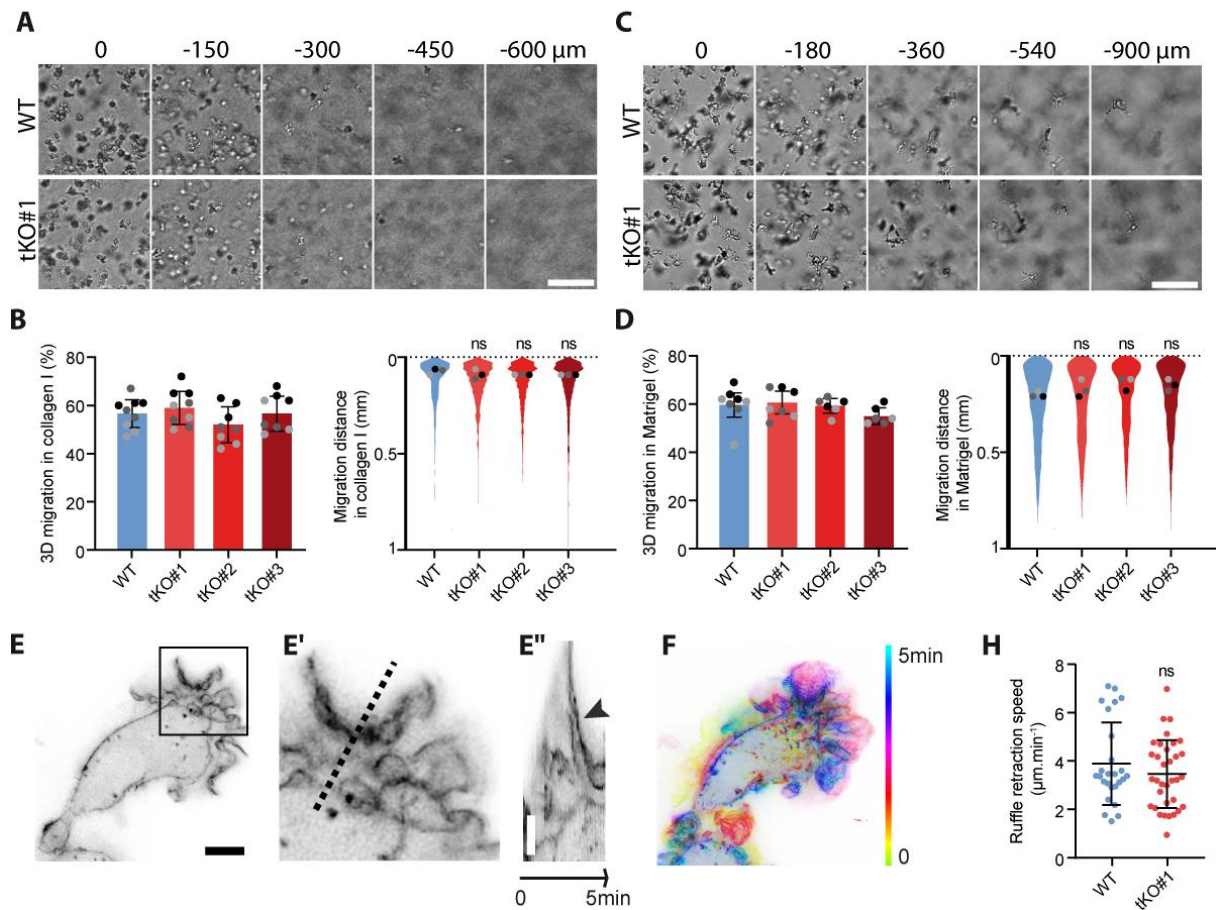 A
0 -150 -300 -450 -600 µm
WT
tKO#1
C
0 -180 -360 -540 -900 µm
WT
tKO#1
B
3D migration in collagen I (%)
80
60
40
20
0
WT tKO#1 tKO#2 tKO#3
Migration distance
in collagen I (mm)
ns ns ns
0
0.5
1
WT tKO#1 tKO#2 tKO#3
D
3D migration in Matrigel (%)
80
60
40
20
0
WT tKO#1 tKO#2 tKO#3
Migration distance
in Matrigel (mm)
ns ns ns
0
0.5
1
WT tKO#1 tKO#2 tKO#3
E
E'
E"
0 5min
F
5min
0
H
Ruffle retraction speed
(µm.min⁻¹)
ns
8
6
4
2
0
WT tKO#1